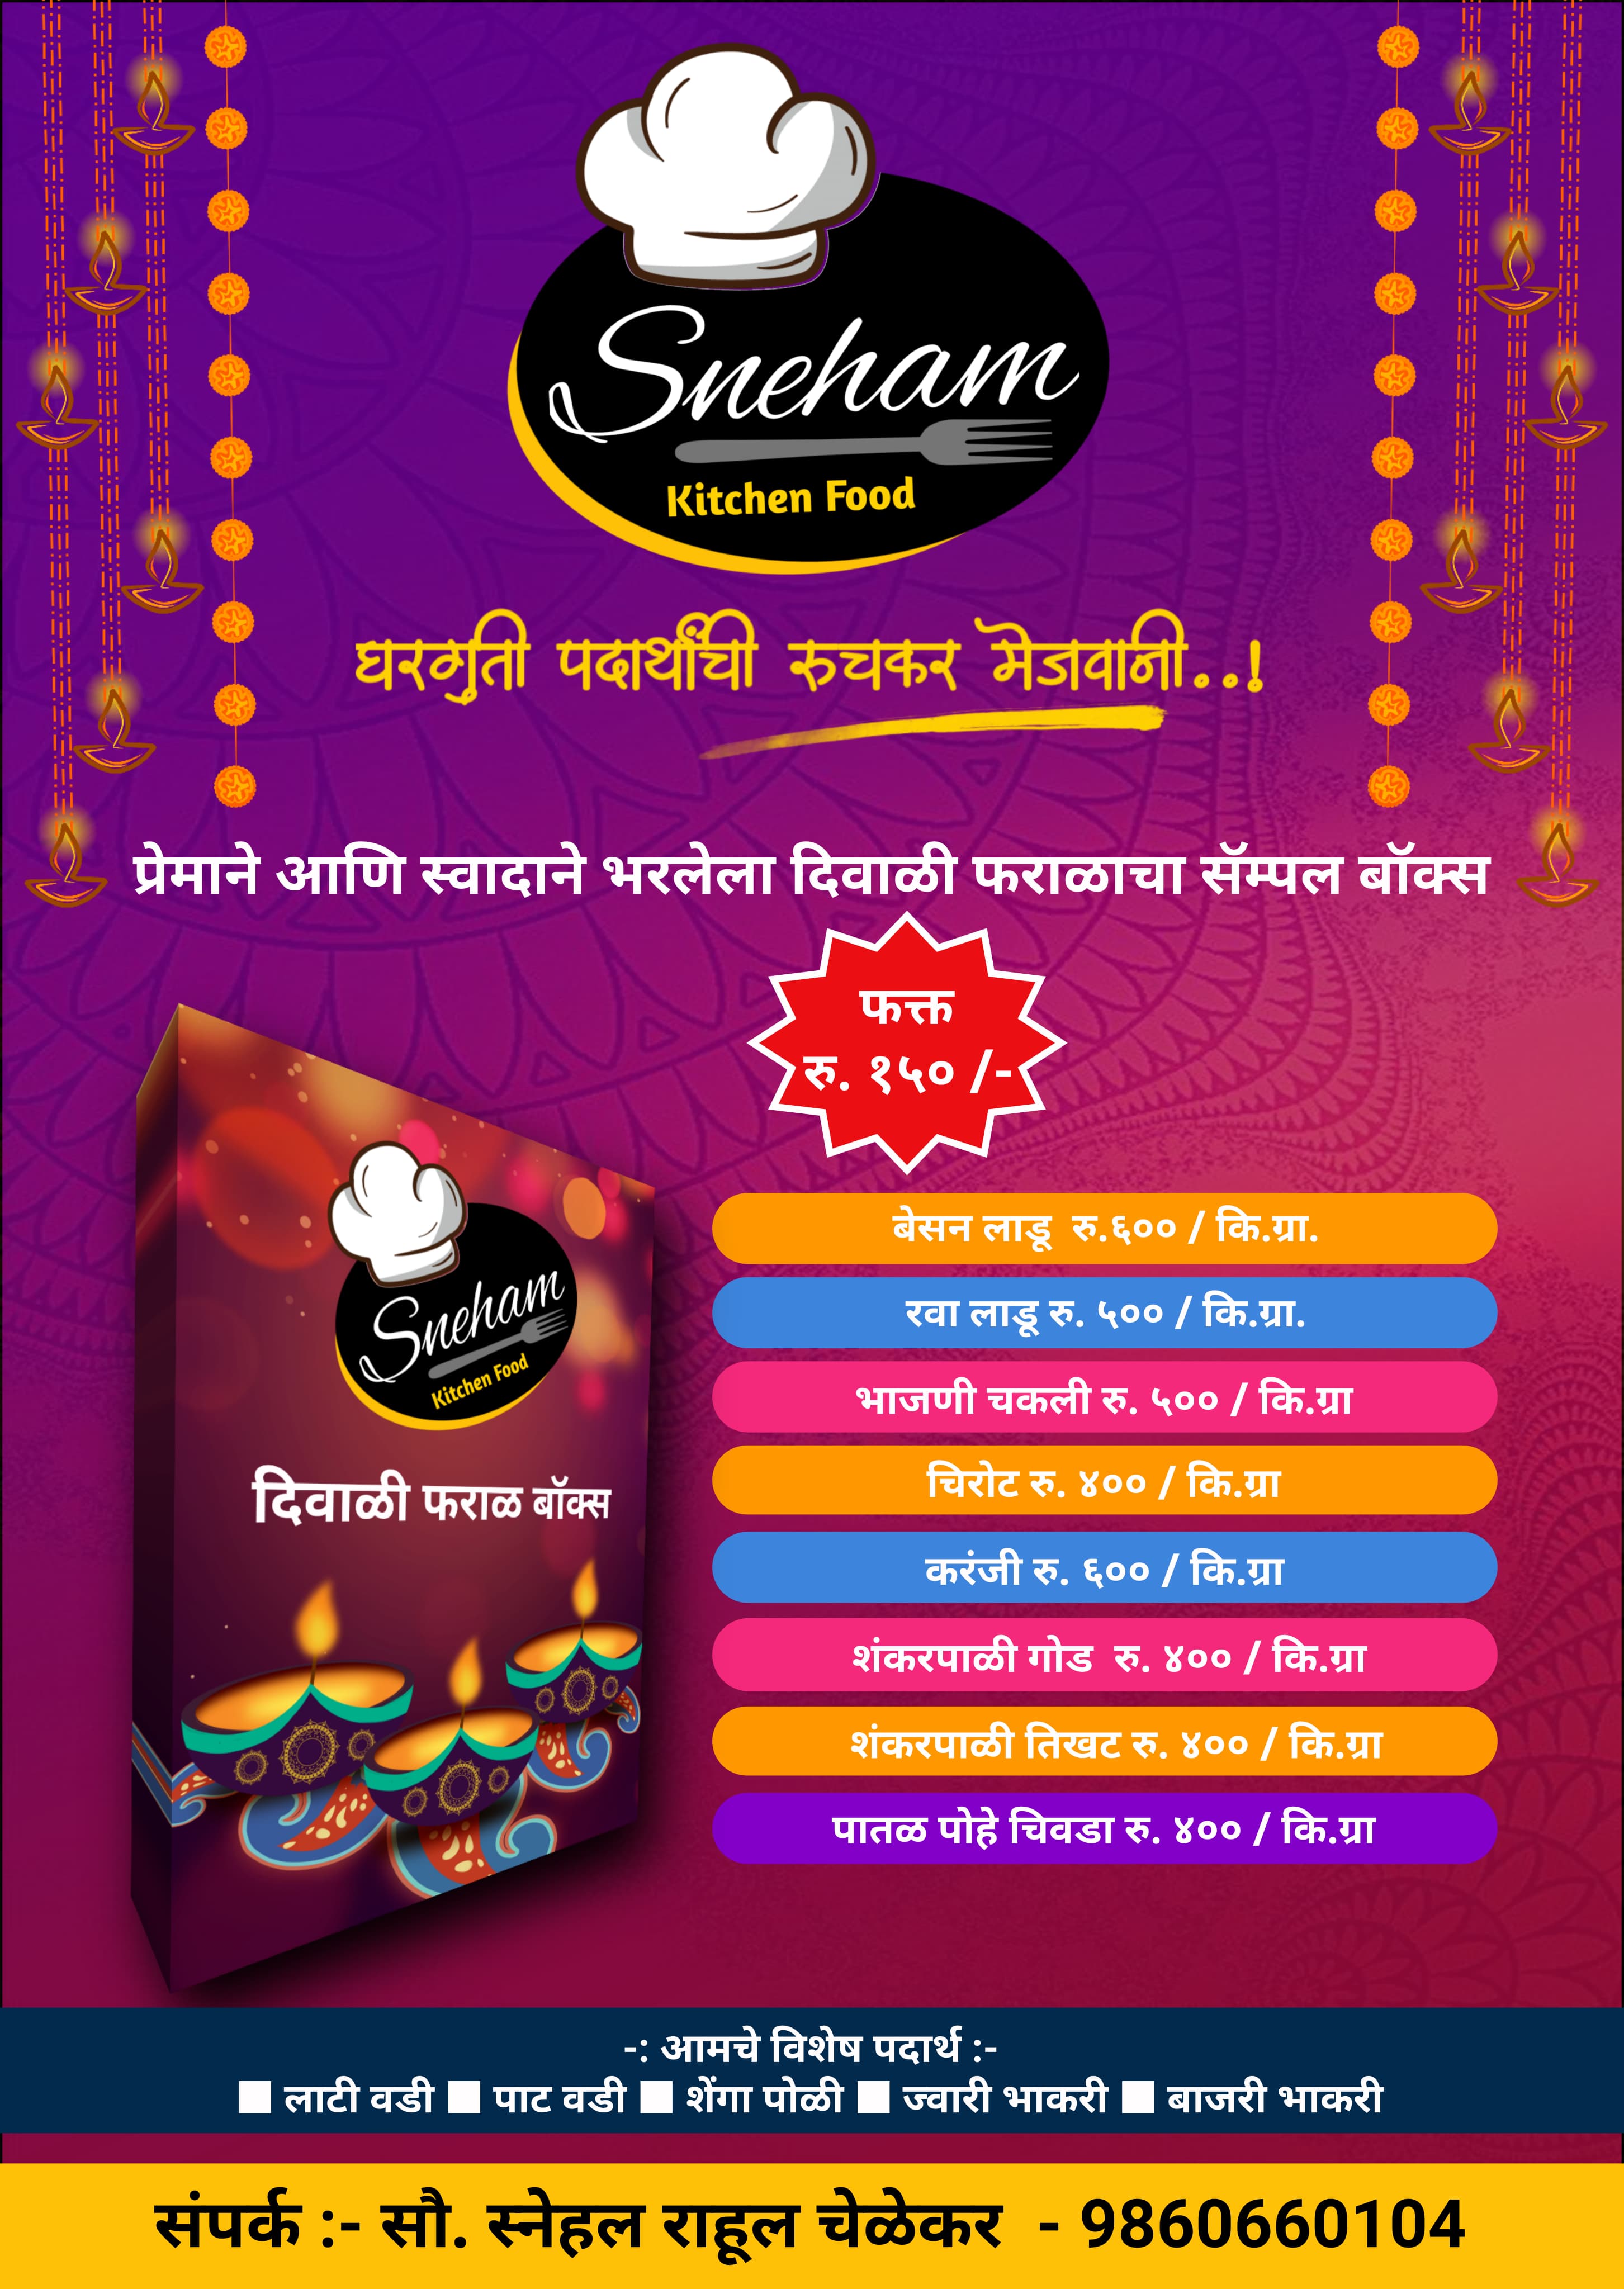 Sneham
Kitchen Food
घरगुती पदार्थांची रुचकर मेजवानी..!
प्रेमाने आणि स्वादाने भरलेला दिवाळी फराळाचा सॅम्पल बॉक्स
फक्त
रु. १५० /-
Sneham
Kitchen Food
दिवाळी फराळ बॉक्स
बेसन लाडू रु.६०० / कि.ग्रा.
रवा लाडू रु. ५०० / कि.ग्रा.
भाजणी चकली रु. ५०० / कि.ग्रा
चिरोट रु. ४०० / कि.ग्रा
करंजी रु. ६०० / कि.ग्रा
शंकरपाळी गोड रु. ४०० / कि.ग्रा
शंकरपाळी तिखट रु. ४०० / कि.ग्रा
पातळ पोहे चिवडा रु. ४०० / कि.ग्रा
-: आमचे विशेष पदार्थ :-
■ लाटी वडी ■ पाट वडी ■ शेंगा पोळी ■ ज्वारी भाकरी ■ बाजरी भाकरी
संपर्क :- सौ. स्नेहल राहूल चेळेकर - 9860660104